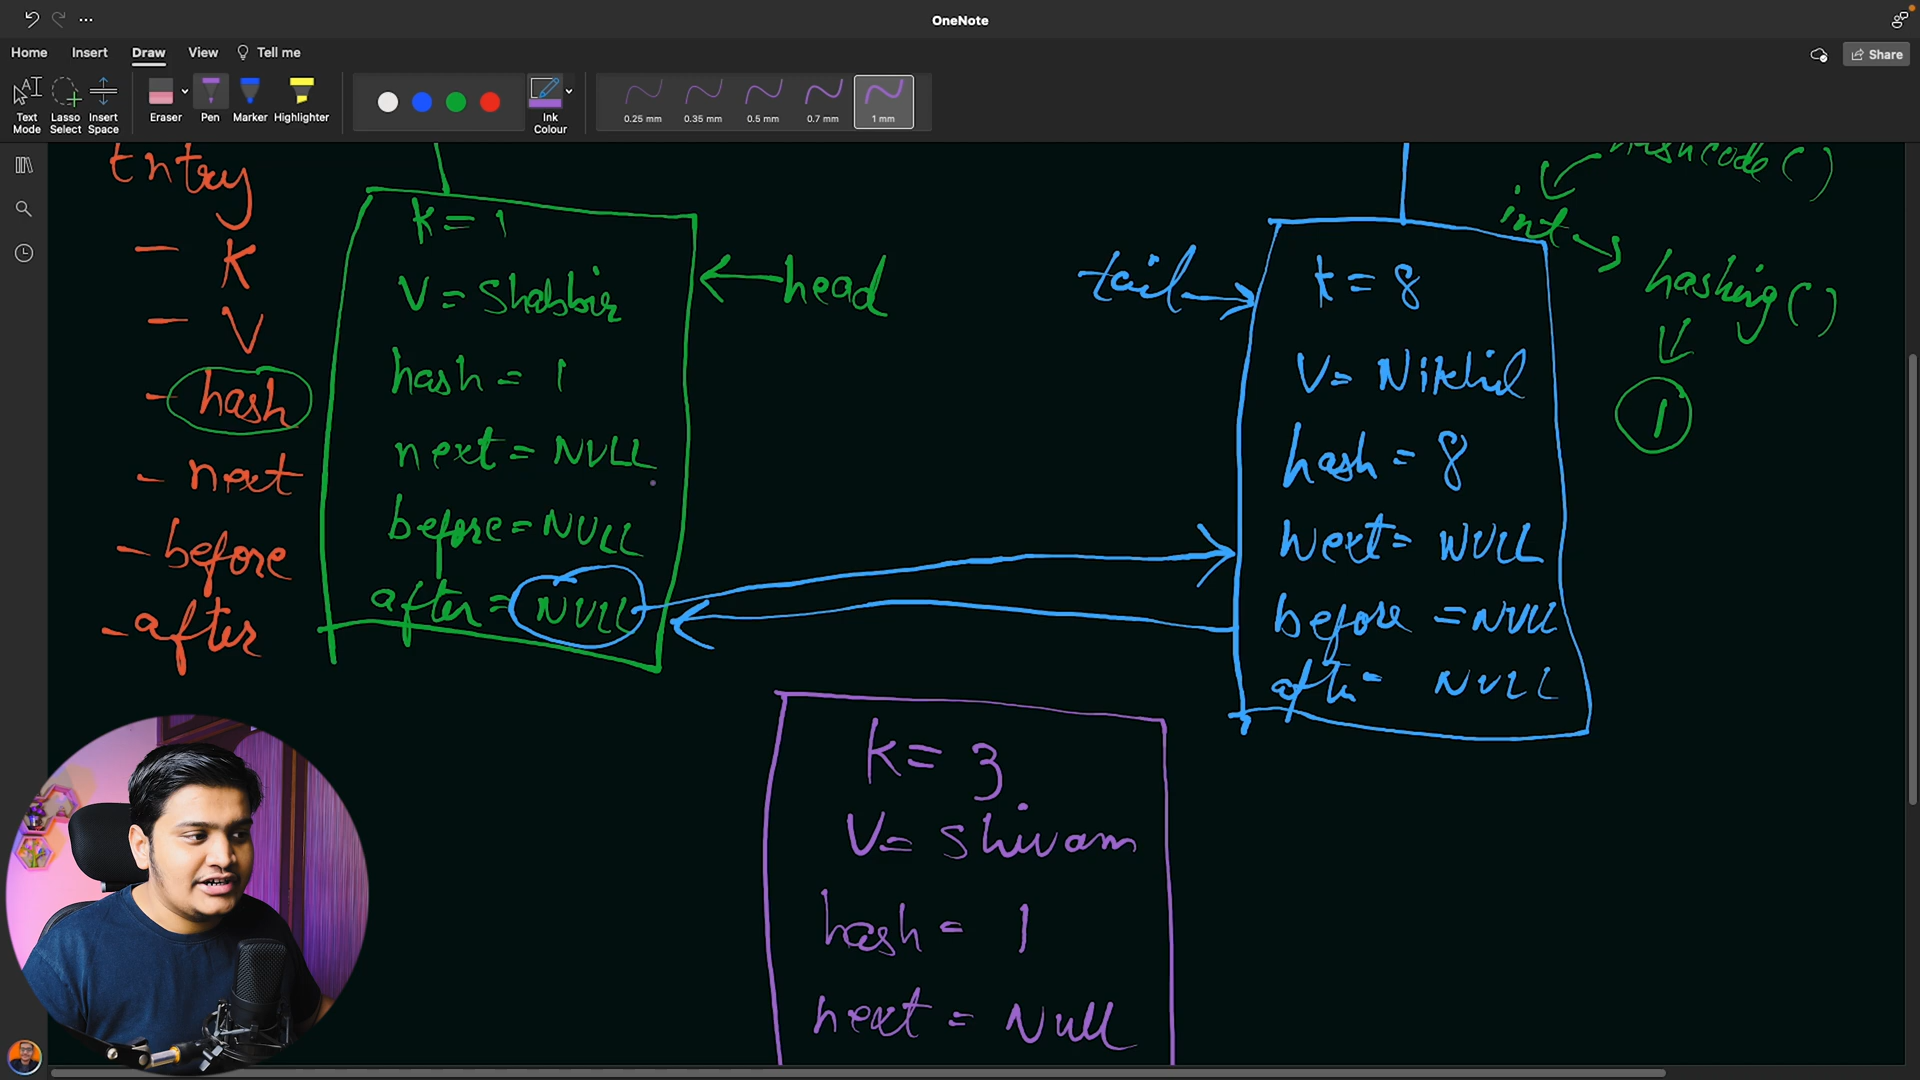 OneNote
Home Insert Draw View Tell me
Share
Text Mode
Lasso Select
Insert Space
Eraser
Pen
Marker
Highlighter
Ink Colour
0.25 mm
0.35 mm
0.5 mm
0.7 mm
1 mm
Entry
- K
- V
- hash
- next
- before
- after
K = 1
V = Shabbir
hash = 1
next = NULL
before = NULL
after = NULL
head
tail
k = 8
V = Nikhil
hash = 8
Next = NULL
before = NULL
aftr = NULL
hashcode ( )
int
hashing ( )
1
K = 3
V = Shivam
hash = 1
next = Null